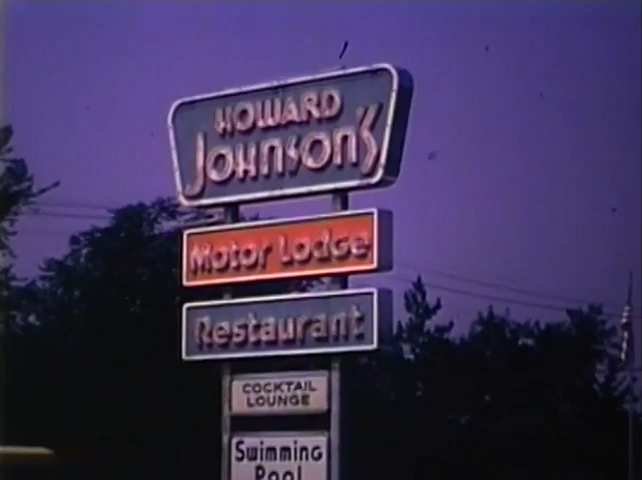 HOWARD
JOHNSON'S
Motor Lodge
Restaurant
COCKTAIL
LOUNGE
Swimming
Pool